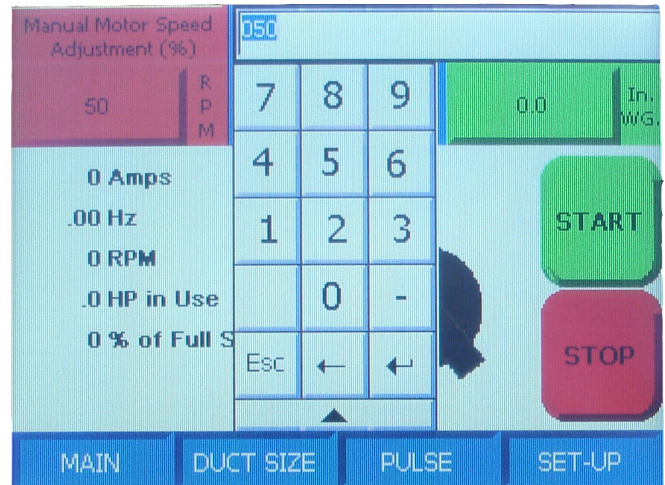 Manual Motor Speed
Adjustment (%)
050
50
R
P
M
7 8 9
0.0
In.
WG.
0 Amps
4 5 6
.00 Hz
1 2 3
START
0 RPM
.0 HP in Use
0 -
0 % of Full S
Esc ← ↵
STOP
▲
MAIN
DUCT SIZE
PULSE
SET-UP